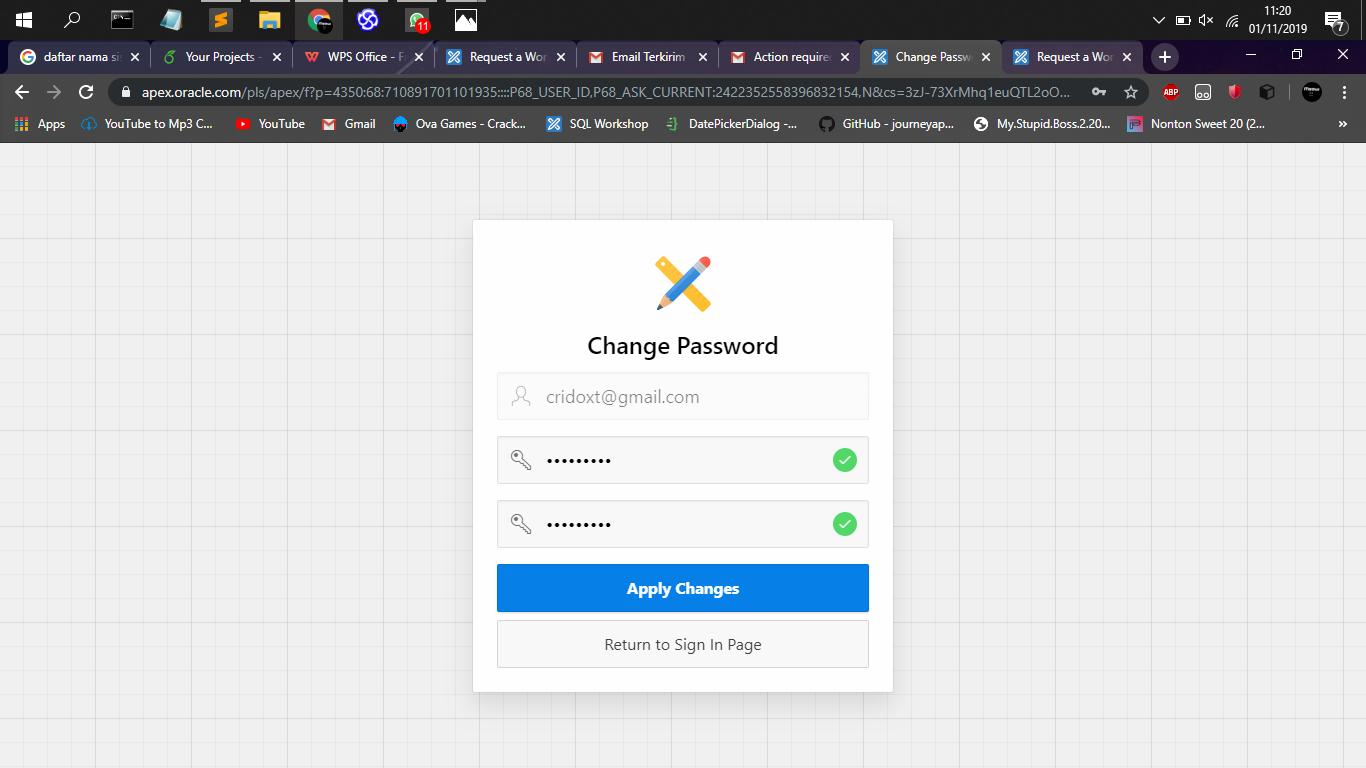 11
11:20
01/11/2019
7
daftar nama si
Your Projects -
WPS Office - F
Request a Wor
Email Terkirim
Action require
Change Passw
Request a Wor
apex.oracle.com/pls/apex/f?p=4350:68:710891701101935::::P68_USER_ID,P68_ASK_CURRENT:2422352558396832154,N&cs=3zJ-73XrMhq1euQTL2oO...
ABP
Apps
YouTube to Mp3 C...
YouTube
Gmail
Ova Games - Crack...
SQL Workshop
DatePickerDialog -...
GitHub - journeyap...
My.Stupid.Boss.2.20...
Nonton Sweet 20 (2...
»
Change Password
cridoxt@gmail.com
•••••••••
•••••••••
Apply Changes
Return to Sign In Page